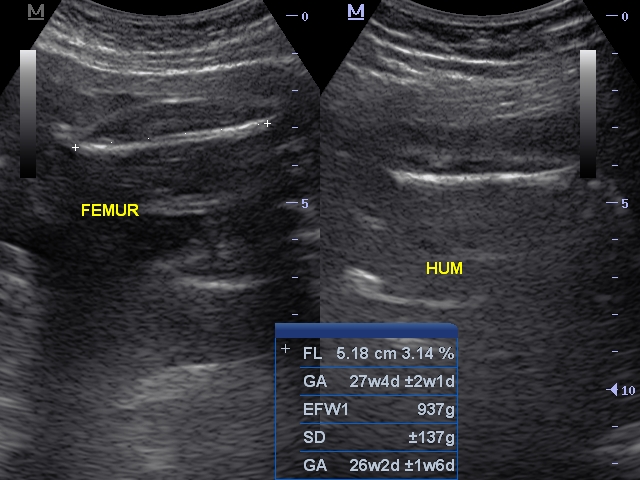 M
0
M
0
5
FEMUR
5
HUM
10
+ FL 5.18 cm 3.14 %
GA 27w4d ±2w1d
EFW1 937g
SD ±137g
GA 26w2d ±1w6d